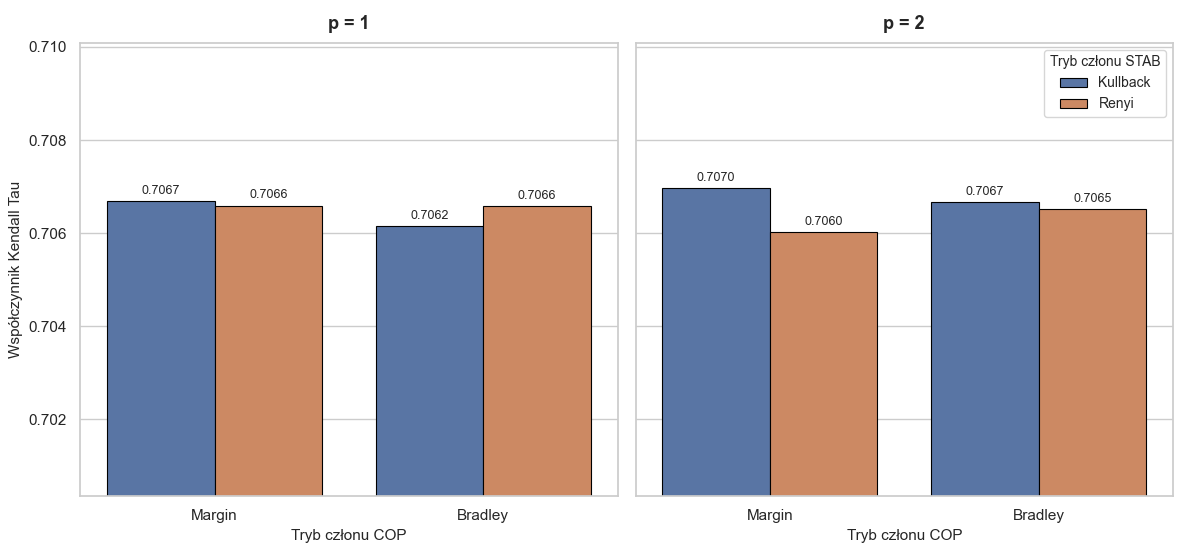 p = 1
p = 2
Współczynnik Kendall Tau
0.710
0.708
0.706
0.704
0.702
0.7067
0.7066
0.7062
0.7066
Margin
Bradley
Tryb członu COP
Tryb członu STAB
Kullback
Renyi
0.7070
0.7060
0.7067
0.7065
Margin
Bradley
Tryb członu COP